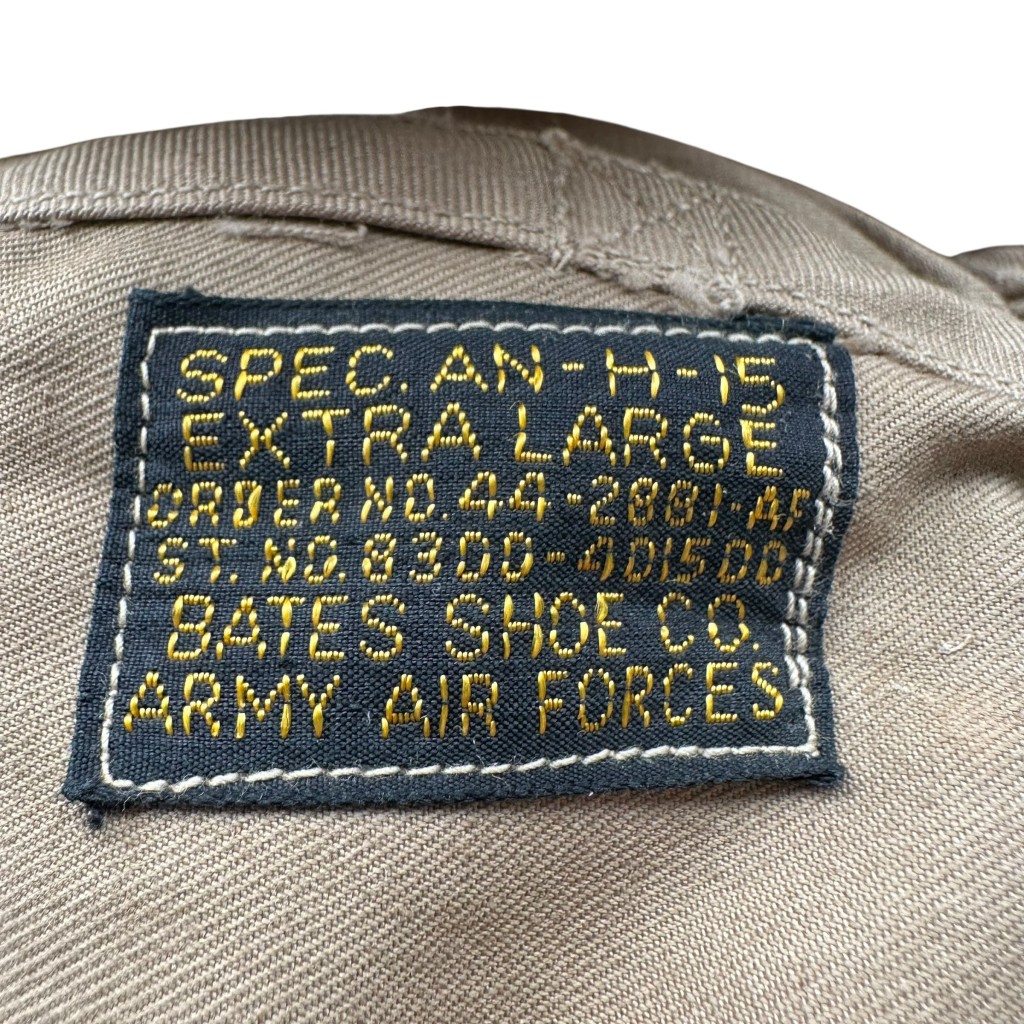 SPEC. AN-H-15
EXTRA LARGE
ORDER NO. 44-2881-AF
ST. NO. 8300-401500
BATES SHOE CO.
ARMY AIR FORCES